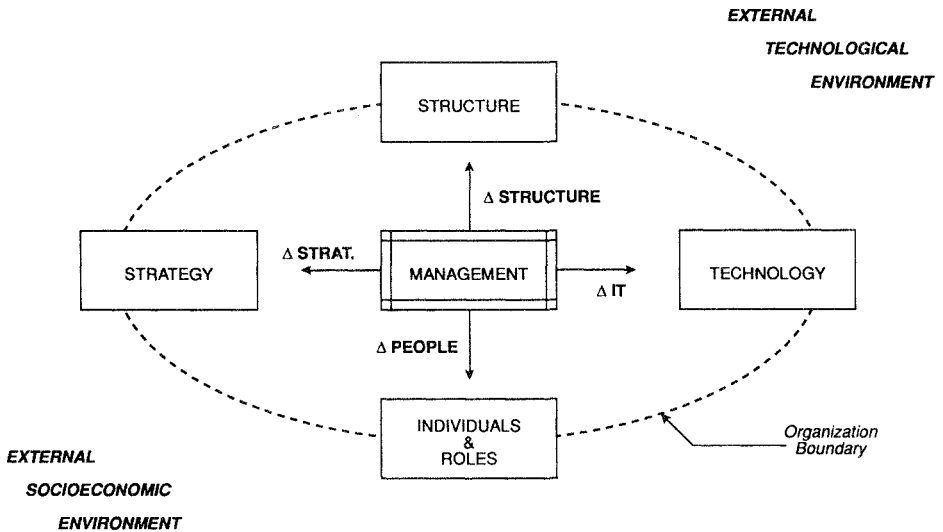 EXTERNAL
TECHNOLOGICAL
ENVIRONMENT
STRUCTURE
Δ STRUCTURE
STRATEGY
Δ STRAT.
MANAGEMENT
Δ IT
TECHNOLOGY
Δ PEOPLE
INDIVIDUALS
&
ROLES
Organization
Boundary
EXTERNAL
SOCIOECONOMIC
ENVIRONMENT